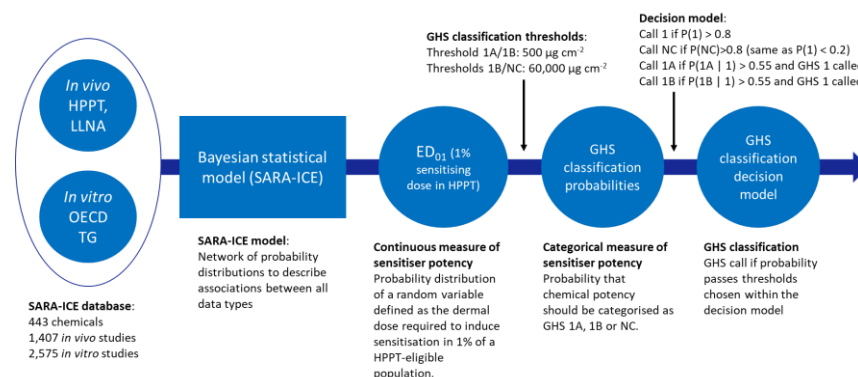 In vivo
HPPT,
LLNA
In vitro
OECD
TG
SARA-ICE database:
443 chemicals
1,407 in vivo studies
2,575 in vitro studies
Bayesian statistical
model (SARA-ICE)
SARA-ICE model:
Network of probability
distributions to describe
associations between all
data types
ED01 (1%
sensitising
dose in HPPT)
Continuous measure of
sensitiser potency
Probability distribution
of a random variable
defined as the dermal
dose required to induce
sensitisation in 1% of a
HPPT-eligible
population.
GHS classification thresholds:
Threshold 1A/1B: 500 µg cm-2
Thresholds 1B/NC: 60,000 µg cm-2
GHS
classification
probabilities
Categorical measure of
sensitiser potency
Probability that
chemical potency
should be categorised as
GHS 1A, 1B or NC.
Decision model:
Call 1 if P(1) > 0.8
Call NC if P(NC)>0.8 (same as P(1) < 0.2)
Call 1A if P(1A | 1) > 0.55 and GHS 1 called
Call 1B if P(1B | 1) > 0.55 and GHS 1 called
GHS
classification
decision
model
GHS classification
GHS call if probability
passes thresholds
chosen within the
decision model